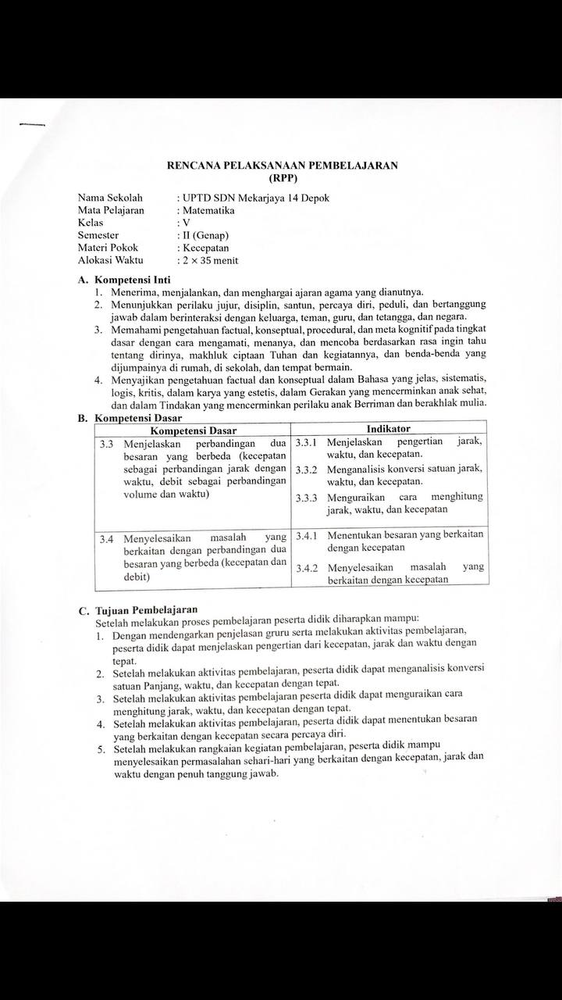 RENCANA PELAKSANAAN PEMBELAJARAN
(RPP)
Nama Sekolah : UPTD SDN Mekarjaya 14 Depok
Mata Pelajaran : Matematika
Kelas : V
Semester : II (Genap)
Materi Pokok : Kecepatan
Alokasi Waktu : 2 × 35 menit
A. Kompetensi Inti
1. Menerima, menjalankan, dan menghargai ajaran agama yang dianutnya.
2. Menunjukkan perilaku jujur, disiplin, santun, percaya diri, peduli, dan bertanggung
jawab dalam berinteraksi dengan keluarga, teman, guru, dan tetangga, dan negara.
3. Memahami pengetahuan factual, konseptual, procedural, dan meta kognitif pada tingkat
dasar dengan cara mengamati, menanya, dan mencoba berdasarkan rasa ingin tahu
tentang dirinya, makhluk ciptaan Tuhan dan kegiatannya, dan benda-benda yang
dijumpainya di rumah, di sekolah, dan tempat bermain.
4. Menyajikan pengetahuan factual dan konseptual dalam Bahasa yang jelas, sistematis,
logis, kritis, dalam karya yang estetis, dalam Gerakan yang mencerminkan anak sehat,
dan dalam Tindakan yang mencerminkan perilaku anak Berriman dan berakhlak mulia.
B. Kompetensi Dasar
Kompetensi Dasar
3.3 Menjelaskan perbandingan dua
besaran yang berbeda (kecepatan
sebagai perbandingan jarak dengan
waktu, debit sebagai perbandingan
volume dan waktu)
Indikator
3.3.1 Menjelaskan pengertian jarak,
waktu, dan kecepatan.
3.3.2 Menganalisis konversi satuan jarak,
waktu, dan kecepatan.
3.3.3 Menguraikan cara menghitung
jarak, waktu, dan kecepatan
3.4 Menyelesaikan masalah yang
berkaitan dengan perbandingan dua
besaran yang berbeda (kecepatan dan
debit)
3.4.1 Menentukan besaran yang berkaitan
dengan kecepatan
3.4.2 Menyelesaikan masalah yang
berkaitan dengan kecepatan
C. Tujuan Pembelajaran
Setelah melakukan proses pembelajaran peserta didik diharapkan mampu:
1. Dengan mendengarkan penjelasan gruru serta melakukan aktivitas pembelajaran,
peserta didik dapat menjelaskan pengertian dari kecepatan, jarak dan waktu dengan
tepat.
2. Setelah melakukan aktivitas pembelajaran, peserta didik dapat menganalisis konversi
satuan Panjang, waktu, dan kecepatan dengan tepat.
3. Setelah melakukan aktivitas pembelajaran peserta didik dapat menguraikan cara
menghitung jarak, waktu, dan kecepatan dengan tepat.
4. Setelah melakukan aktivitas pembelajaran, peserta didik dapat menentukan besaran
yang berkaitan dengan kecepatan secara percaya diri.
5. Setelah melakukan rangkaian kegiatan pembelajaran, peserta didik mampu
menyelesaikan permasalahan sehari-hari yang berkaitan dengan kecepatan, jarak dan
waktu dengan penuh tanggung jawab.